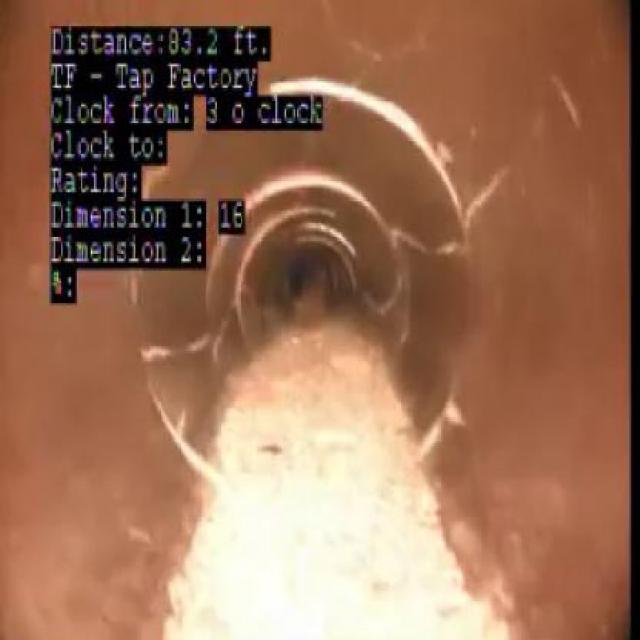 Distance:83.2 ft.
TF - Tap Factory
Clock from: 3 o clock
Clock to:
Rating:
Dimension 1: 16
Dimension 2:
%: